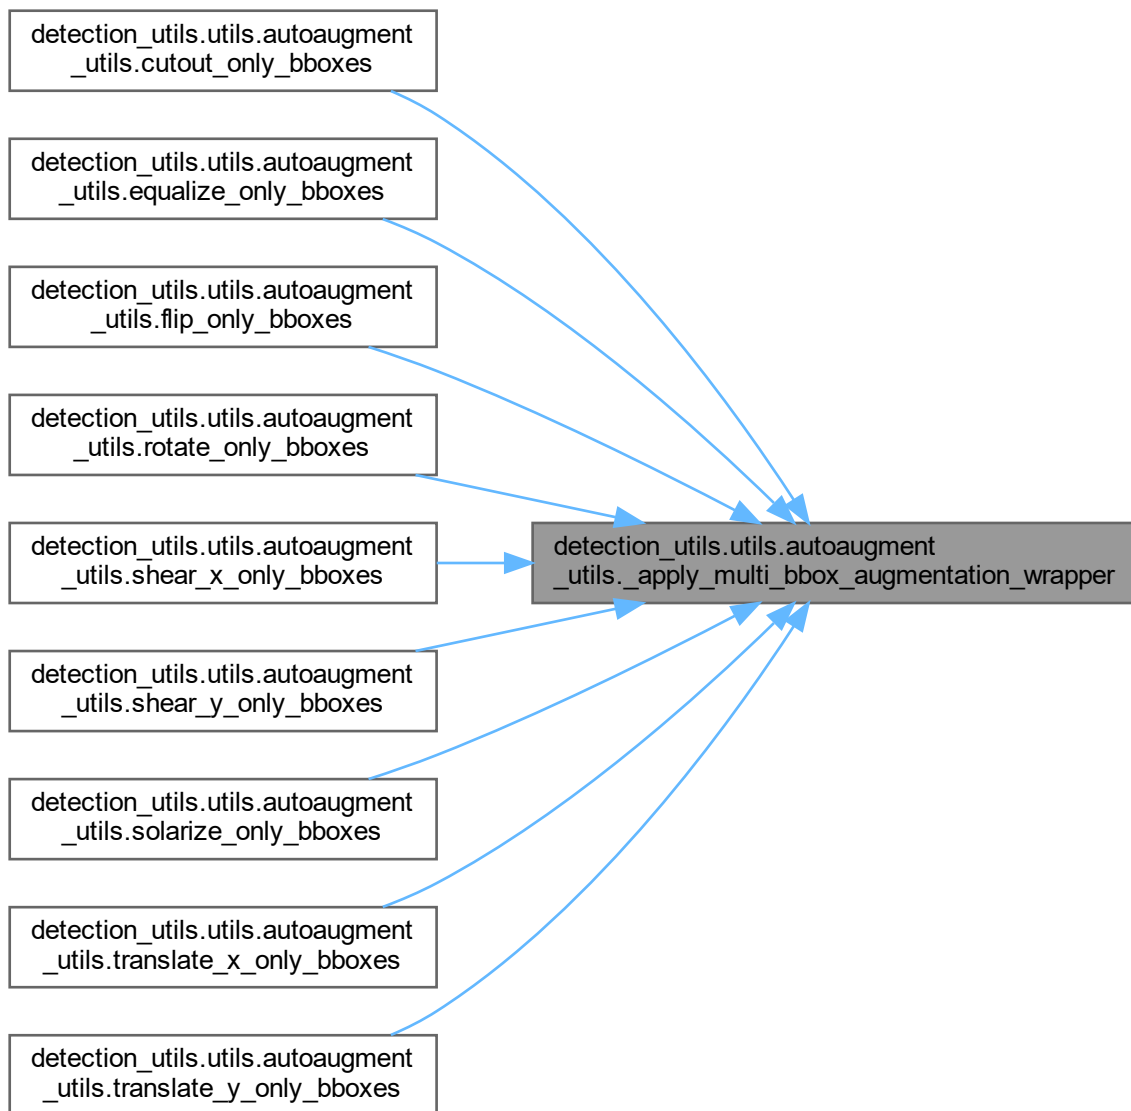 detection_utils.utils.autoaugment
_utils.cutout_only_bboxes
detection_utils.utils.autoaugment
_utils.equalize_only_bboxes
detection_utils.utils.autoaugment
_utils.flip_only_bboxes
detection_utils.utils.autoaugment
_utils.rotate_only_bboxes
detection_utils.utils.autoaugment
_utils.shear_x_only_bboxes
detection_utils.utils.autoaugment
_utils._apply_multi_bbox_augmentation_wrapper
detection_utils.utils.autoaugment
_utils.shear_y_only_bboxes
detection_utils.utils.autoaugment
_utils.solarize_only_bboxes
detection_utils.utils.autoaugment
_utils.translate_x_only_bboxes
detection_utils.utils.autoaugment
_utils.translate_y_only_bboxes